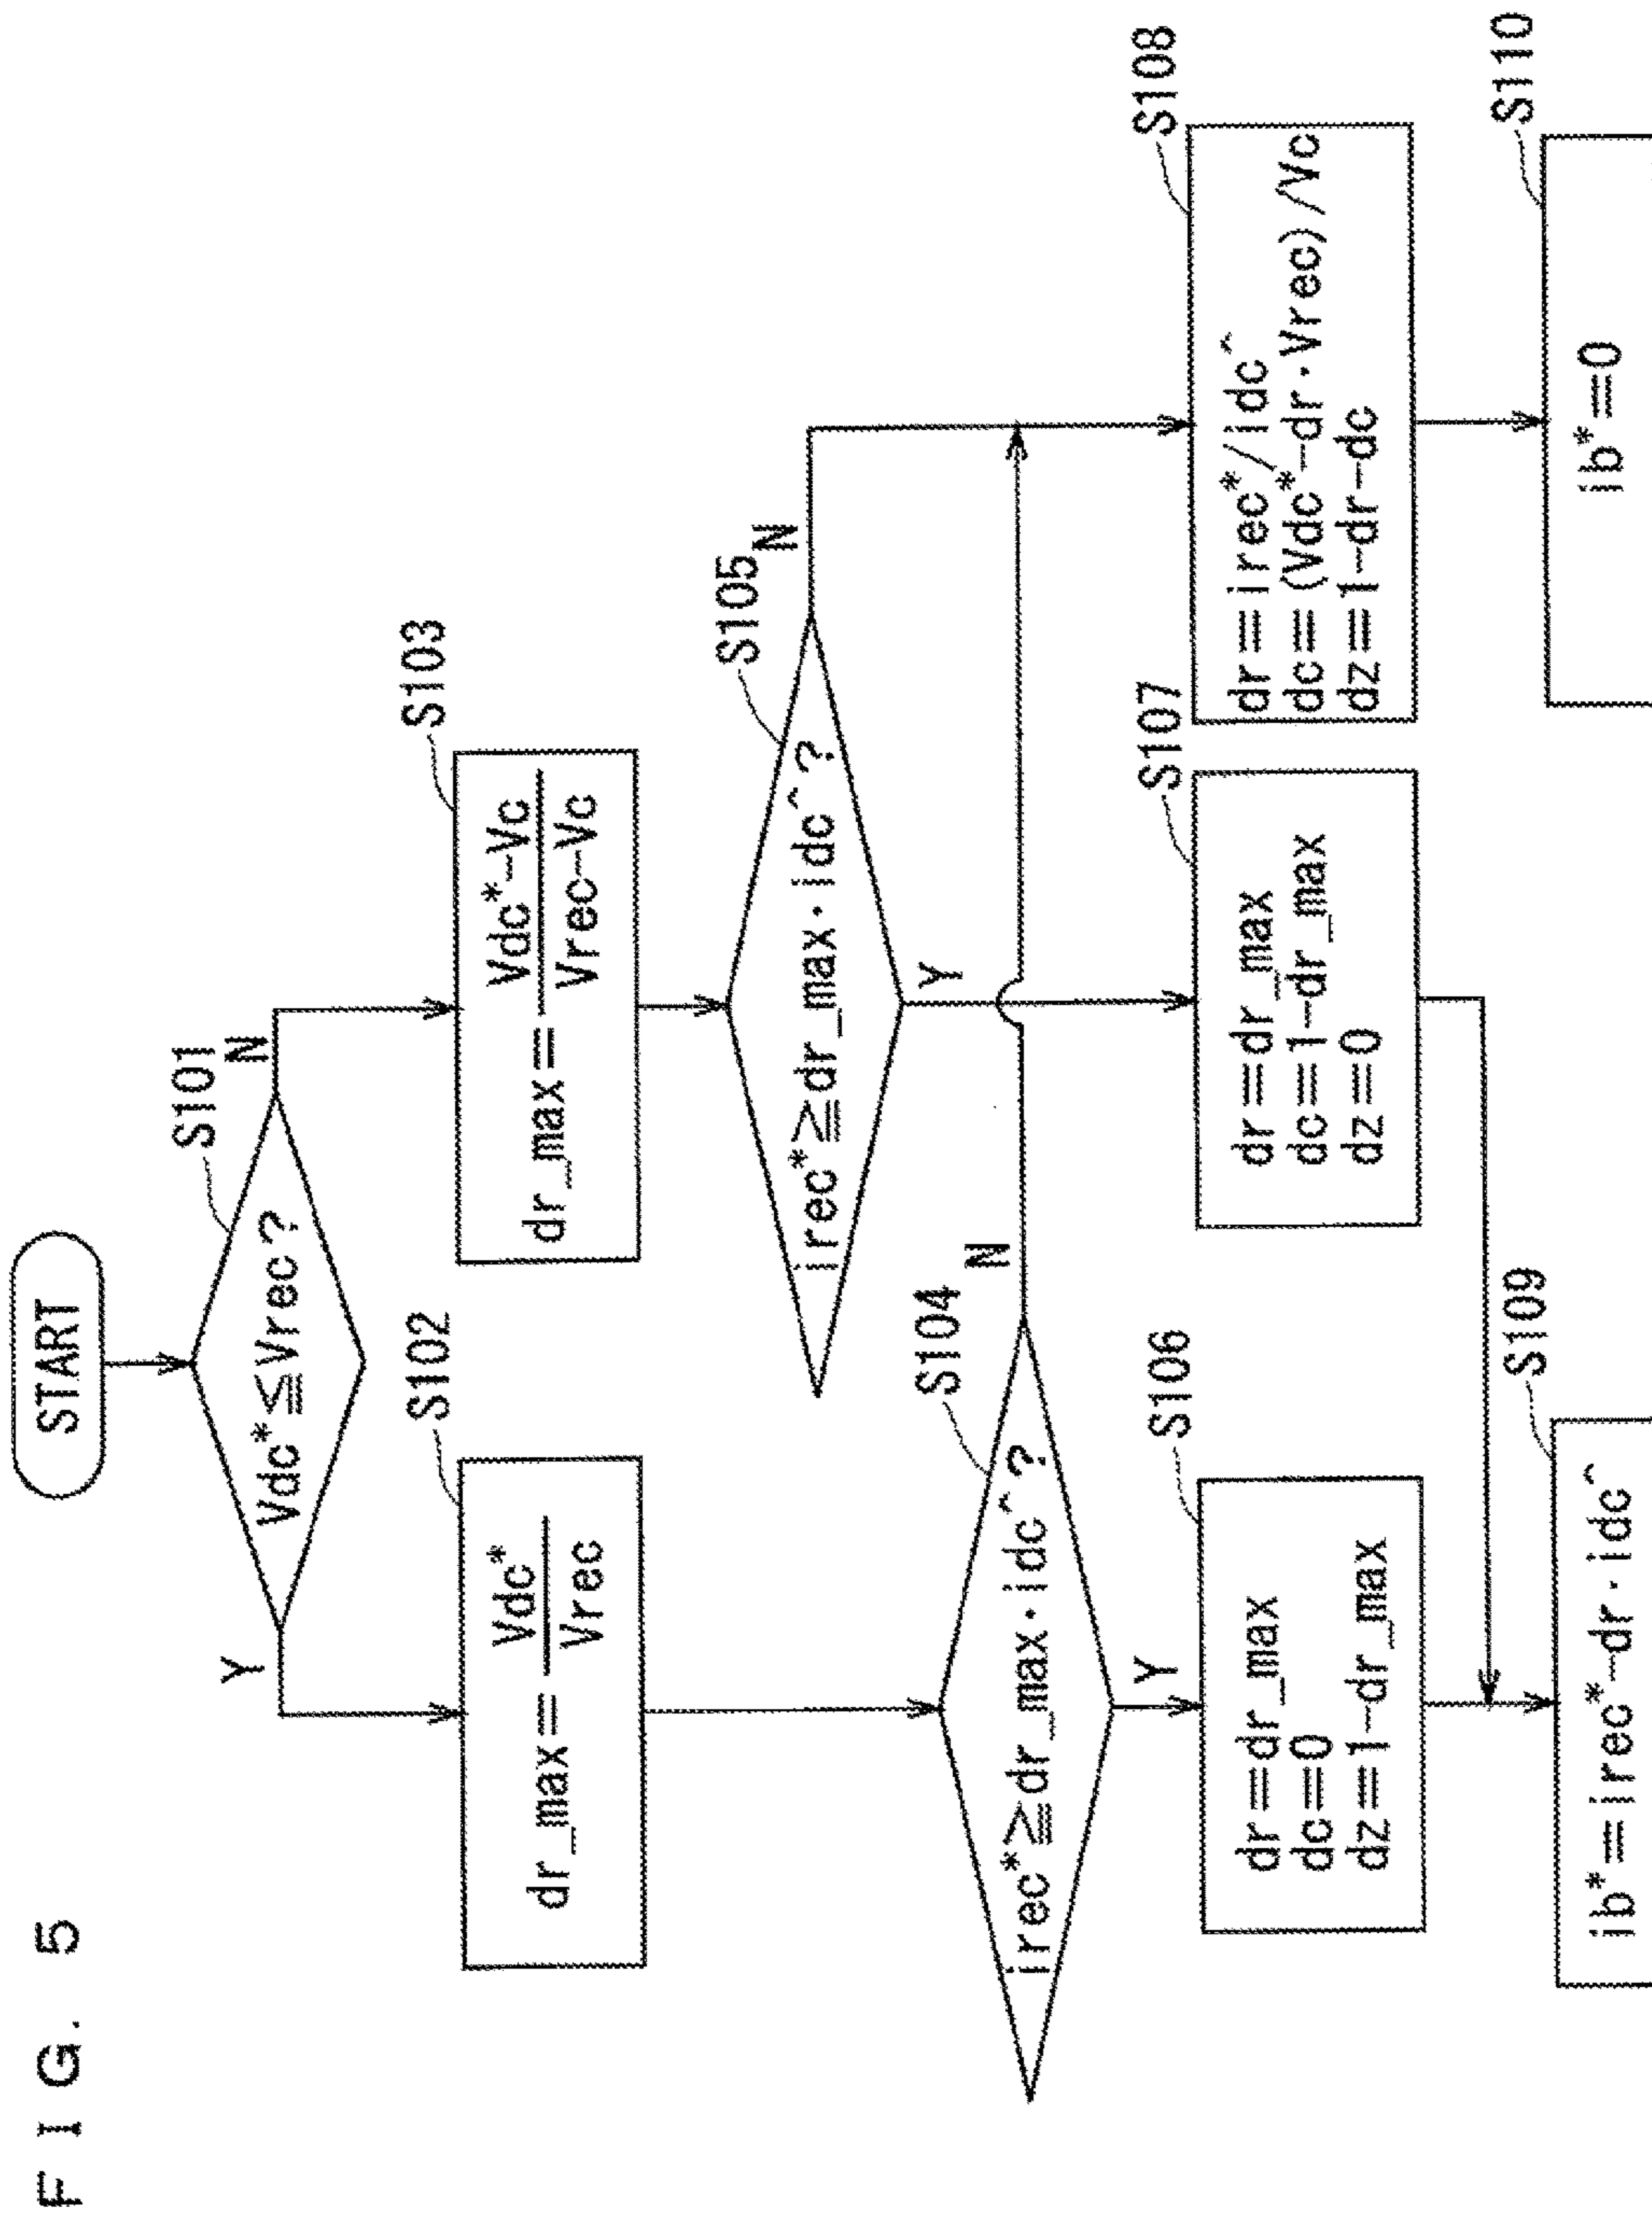 FIG. 5
START
S101
Vdc*≦Vrec?
Y
N
S102
dr_max=Vdc*/Vrec
S103
dr_max=Vdc*-Vc/Vrec-Vc
S104
irec*≧dr_max·idc^?
Y
N
S105
irec*≧dr_max·idc^?
Y
N
S106
dr=dr_max
dc=0
dz=1-dr_max
S107
dr=dr_max
dc=1-dr_max
dz=0
S108
dr=irec*/idc^
dc=(Vdc*-dr·Vrec)/Vc
dz=1-dr-dc
S109
ib*=irec*-dr·idc^
S110
ib*=0